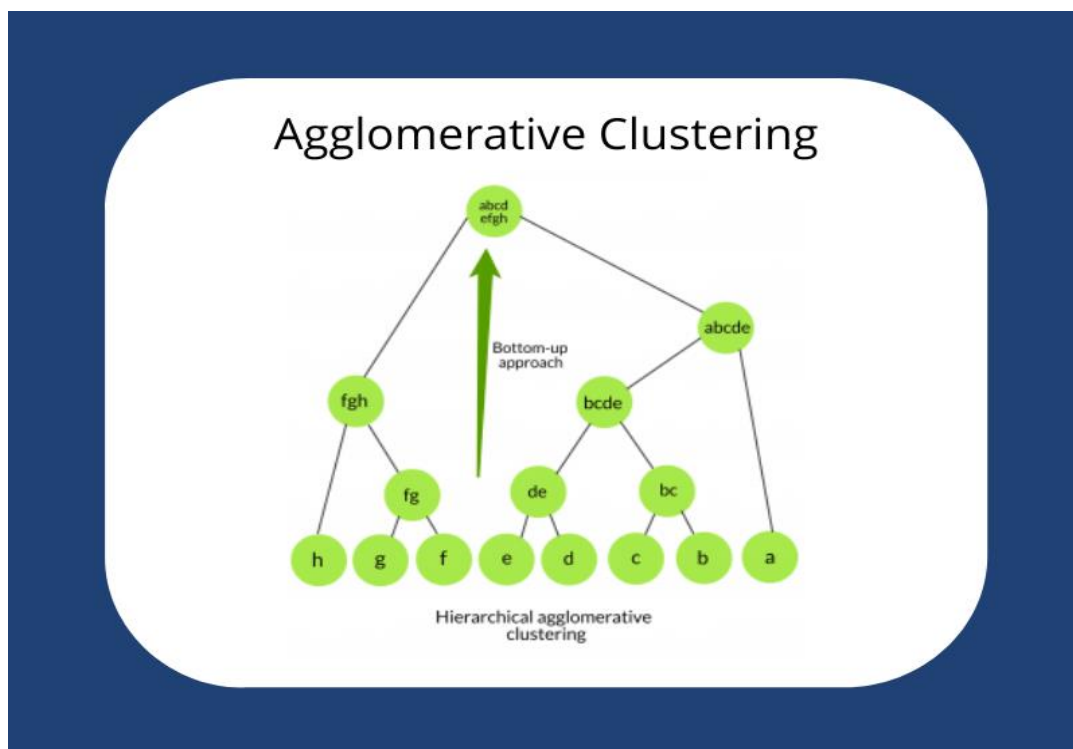 Agglomerative Clustering
abcd
efgh
abcde
Bottom-up
approach
fgh
bcde
fg
de
bc
h
g
f
e
d
c
b
a
Hierarchical agglomerative
clustering